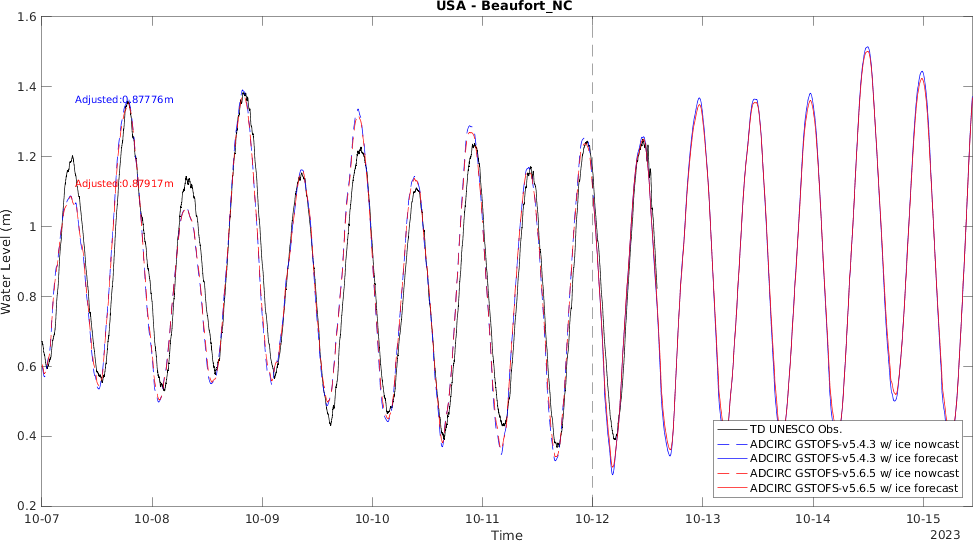 USA - Beaufort_NC
1.6
1.4
1.2
1
0.8
0.6
0.4
0.2
Water Level (m)
Adjusted:0.87776m
Adjusted:0.87917m
TD UNESCO Obs.
ADCIRC GSTOFS-v5.4.3 w/ ice nowcast
ADCIRC GSTOFS-v5.4.3 w/ ice forecast
ADCIRC GSTOFS-v5.6.5 w/ ice nowcast
ADCIRC GSTOFS-v5.6.5 w/ ice forecast
10-07 10-08 10-09 10-10 10-11 10-12 10-13 10-14 10-15
Time
2023